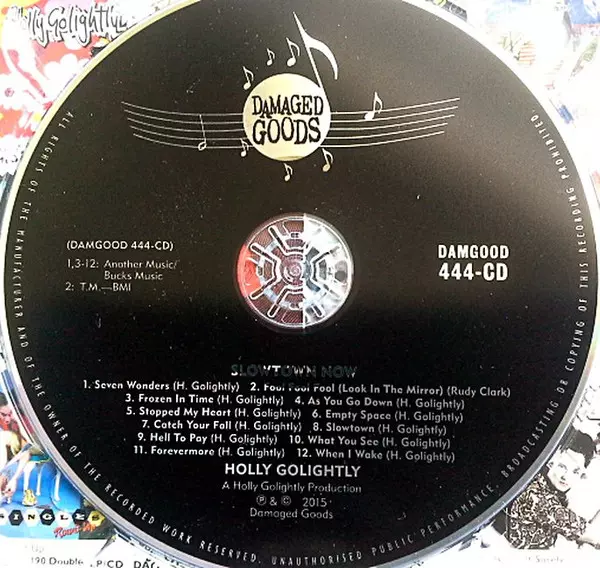 Holly Golightly
DAMAGED
GOODS
ALL RIGHTS OF THE MANUFACTURER AND OF THE OWNER OF THE RECORDED WORK RESERVED. UNAUTHORISED PUBLIC PERFORMANCE, BROADCASTING OR COPYING OF THIS RECORDING PROHIBITED.
(DAMGOOD 444-CD)
1,3-12: Another Music/
Bucks Music
2: T.M.—BMI
DAMGOOD
444-CD
SLOWTOWN NOW
1. Seven Wonders (H. Golightly) 2. Fool Fool Fool (Look In The Mirror) (Rudy Clark)
3. Frozen In Time (H. Golightly) 4. As You Go Down (H. Golightly)
5. Stopped My Heart (H. Golightly) 6. Empty Space (H. Golightly)
7. Catch Your Fall (H. Golightly) 8. Slowtown (H. Golightly)
9. Hell To Pay (H. Golightly) 10. What You See (H. Golightly)
11. Forevermore (H. Golightly) 12. When I Wake (H. Golightly)
HOLLY GOLIGHTLY
A Holly Golightly Production
℗ & © 2015
Damaged Goods
SINGLES
Round Up
Double